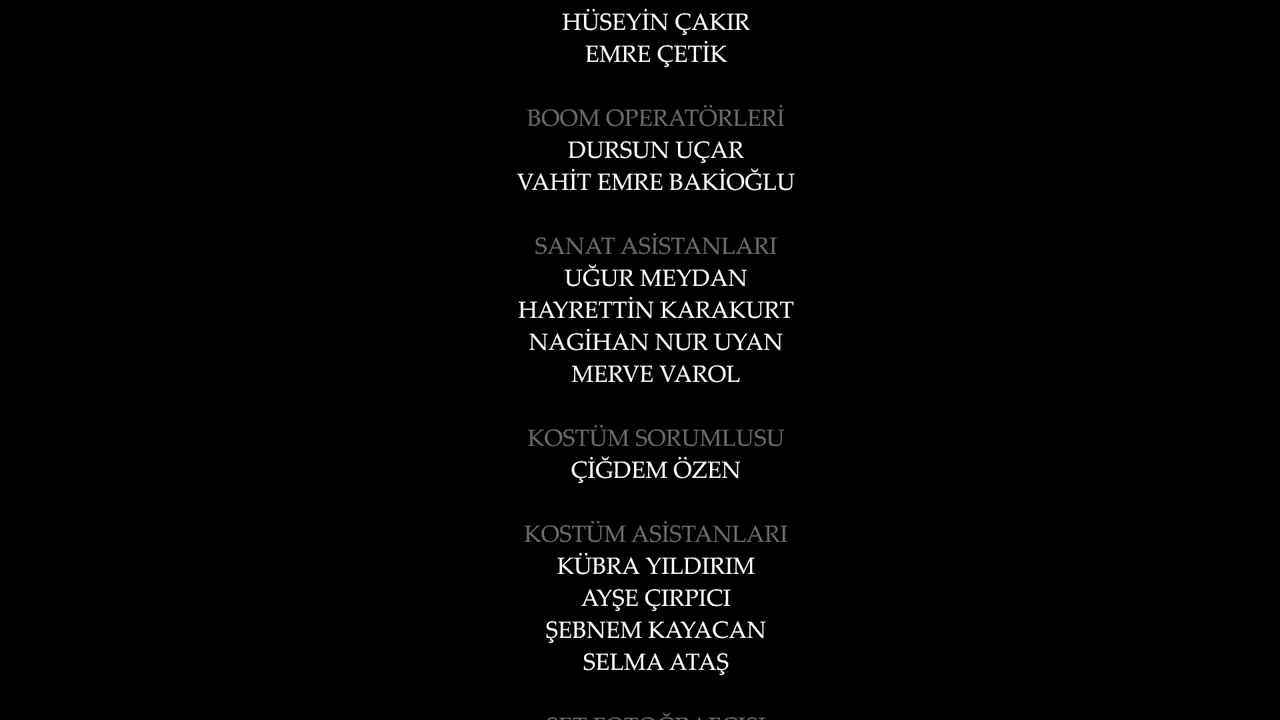 HÜSEYİN ÇAKIR
EMRE ÇETİK
BOOM OPERATÖRLERİ
DURSUN UÇAR
VAHİT EMRE BAKİOĞLU
SANAT ASİSTANLARI
UĞUR MEYDAN
HAYRETTİN KARAKURT
NAGİHAN NUR UYAN
MERVE VAROL
KOSTÜM SORUMLUSU
ÇİĞDEM ÖZEN
KOSTÜM ASİSTANLARI
KÜBRA YILDIRIM
AYŞE ÇIRPICI
ŞEBNEM KAYACAN
SELMA ATAŞ
SET FOTOĞRAFÇISI